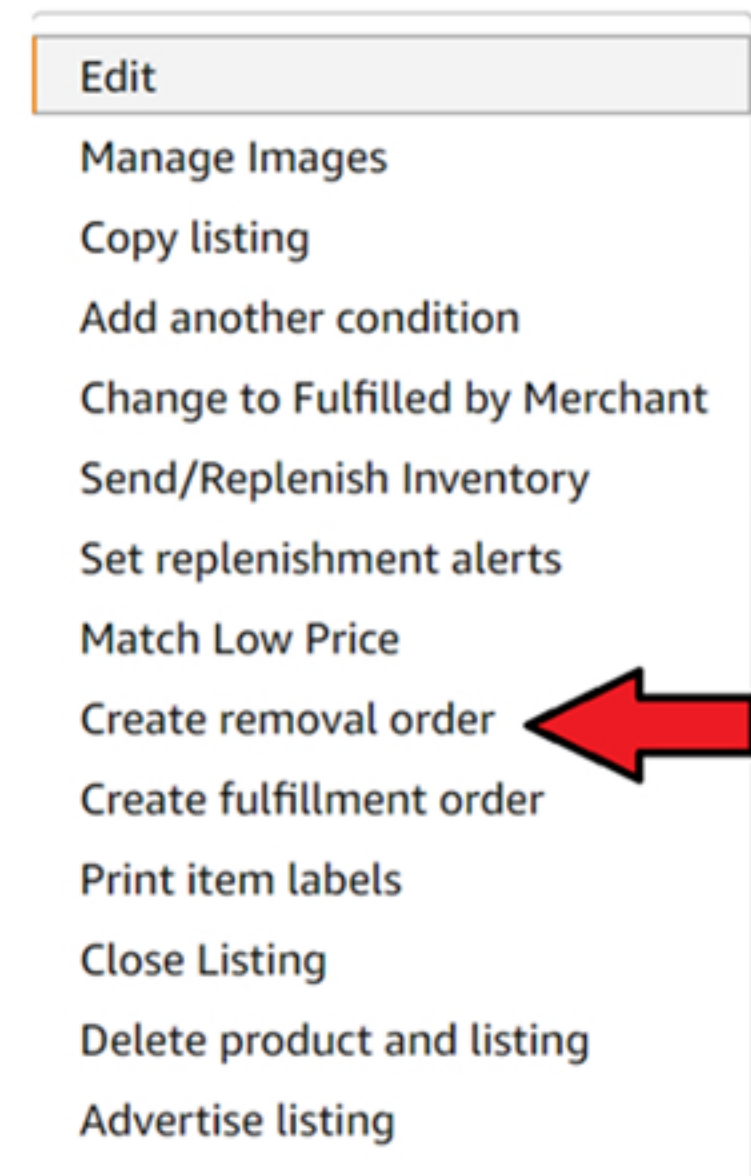 Edit
Manage Images
Copy listing
Add another condition
Change to Fulfilled by Merchant
Send/Replenish Inventory
Set replenishment alerts
Match Low Price
Create removal order
Create fulfillment order
Print item labels
Close Listing
Delete product and listing
Advertise listing